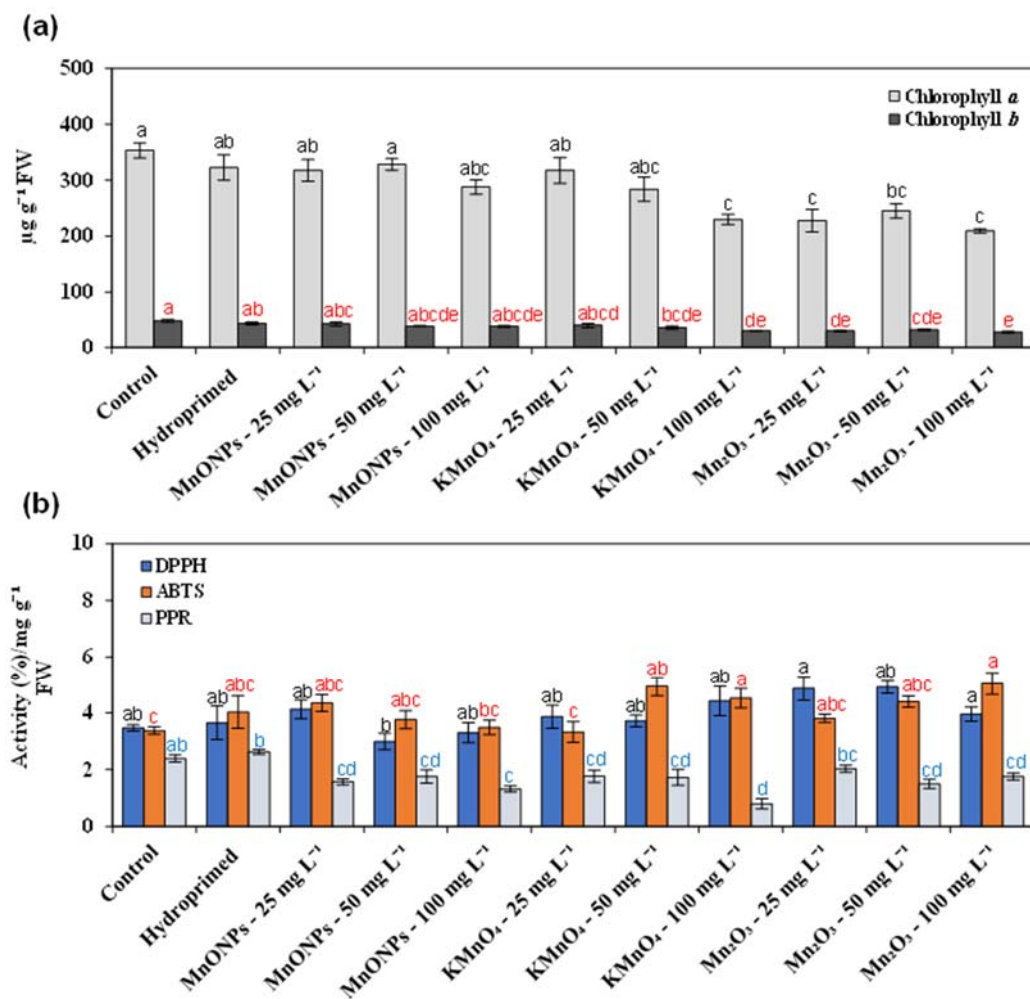 (a)
500
400
300
200
100
0
µg g⁻¹ FW
Chlorophyll a
Chlorophyll b
a ab ab a abc ab abc c c bc c
a ab abc abcde abcde abcd bcde de de cde e
Control
Hydroprimed
MnONPs - 25 mg L⁻¹
MnONPs - 50 mg L⁻¹
MnONPs - 100 mg L⁻¹
KMnO₄ - 25 mg L⁻¹
KMnO₄ - 50 mg L⁻¹
KMnO₄ - 100 mg L⁻¹
Mn₂O₃ - 25 mg L⁻¹
Mn₂O₃ - 50 mg L⁻¹
Mn₂O₃ - 100 mg L⁻¹
(b)
10
8
6
4
2
0
Activity (%)/mg g⁻¹
FW
DPPH
ABTS
PPR
ab c ab
ab abc b
ab abc cd
b abc cd
ab bc c
ab c cd
ab ab cd
ab a d
a abc bc
ab abc cd
a a cd
Control
Hydroprimed
MnONPs - 25 mg L⁻¹
MnONPs - 50 mg L⁻¹
MnONPs - 100 mg L⁻¹
KMnO₄ - 25 mg L⁻¹
KMnO₄ - 50 mg L⁻¹
KMnO₄ - 100 mg L⁻¹
Mn₂O₃ - 25 mg L⁻¹
Mn₂O₃ - 50 mg L⁻¹
Mn₂O₃ - 100 mg L⁻¹